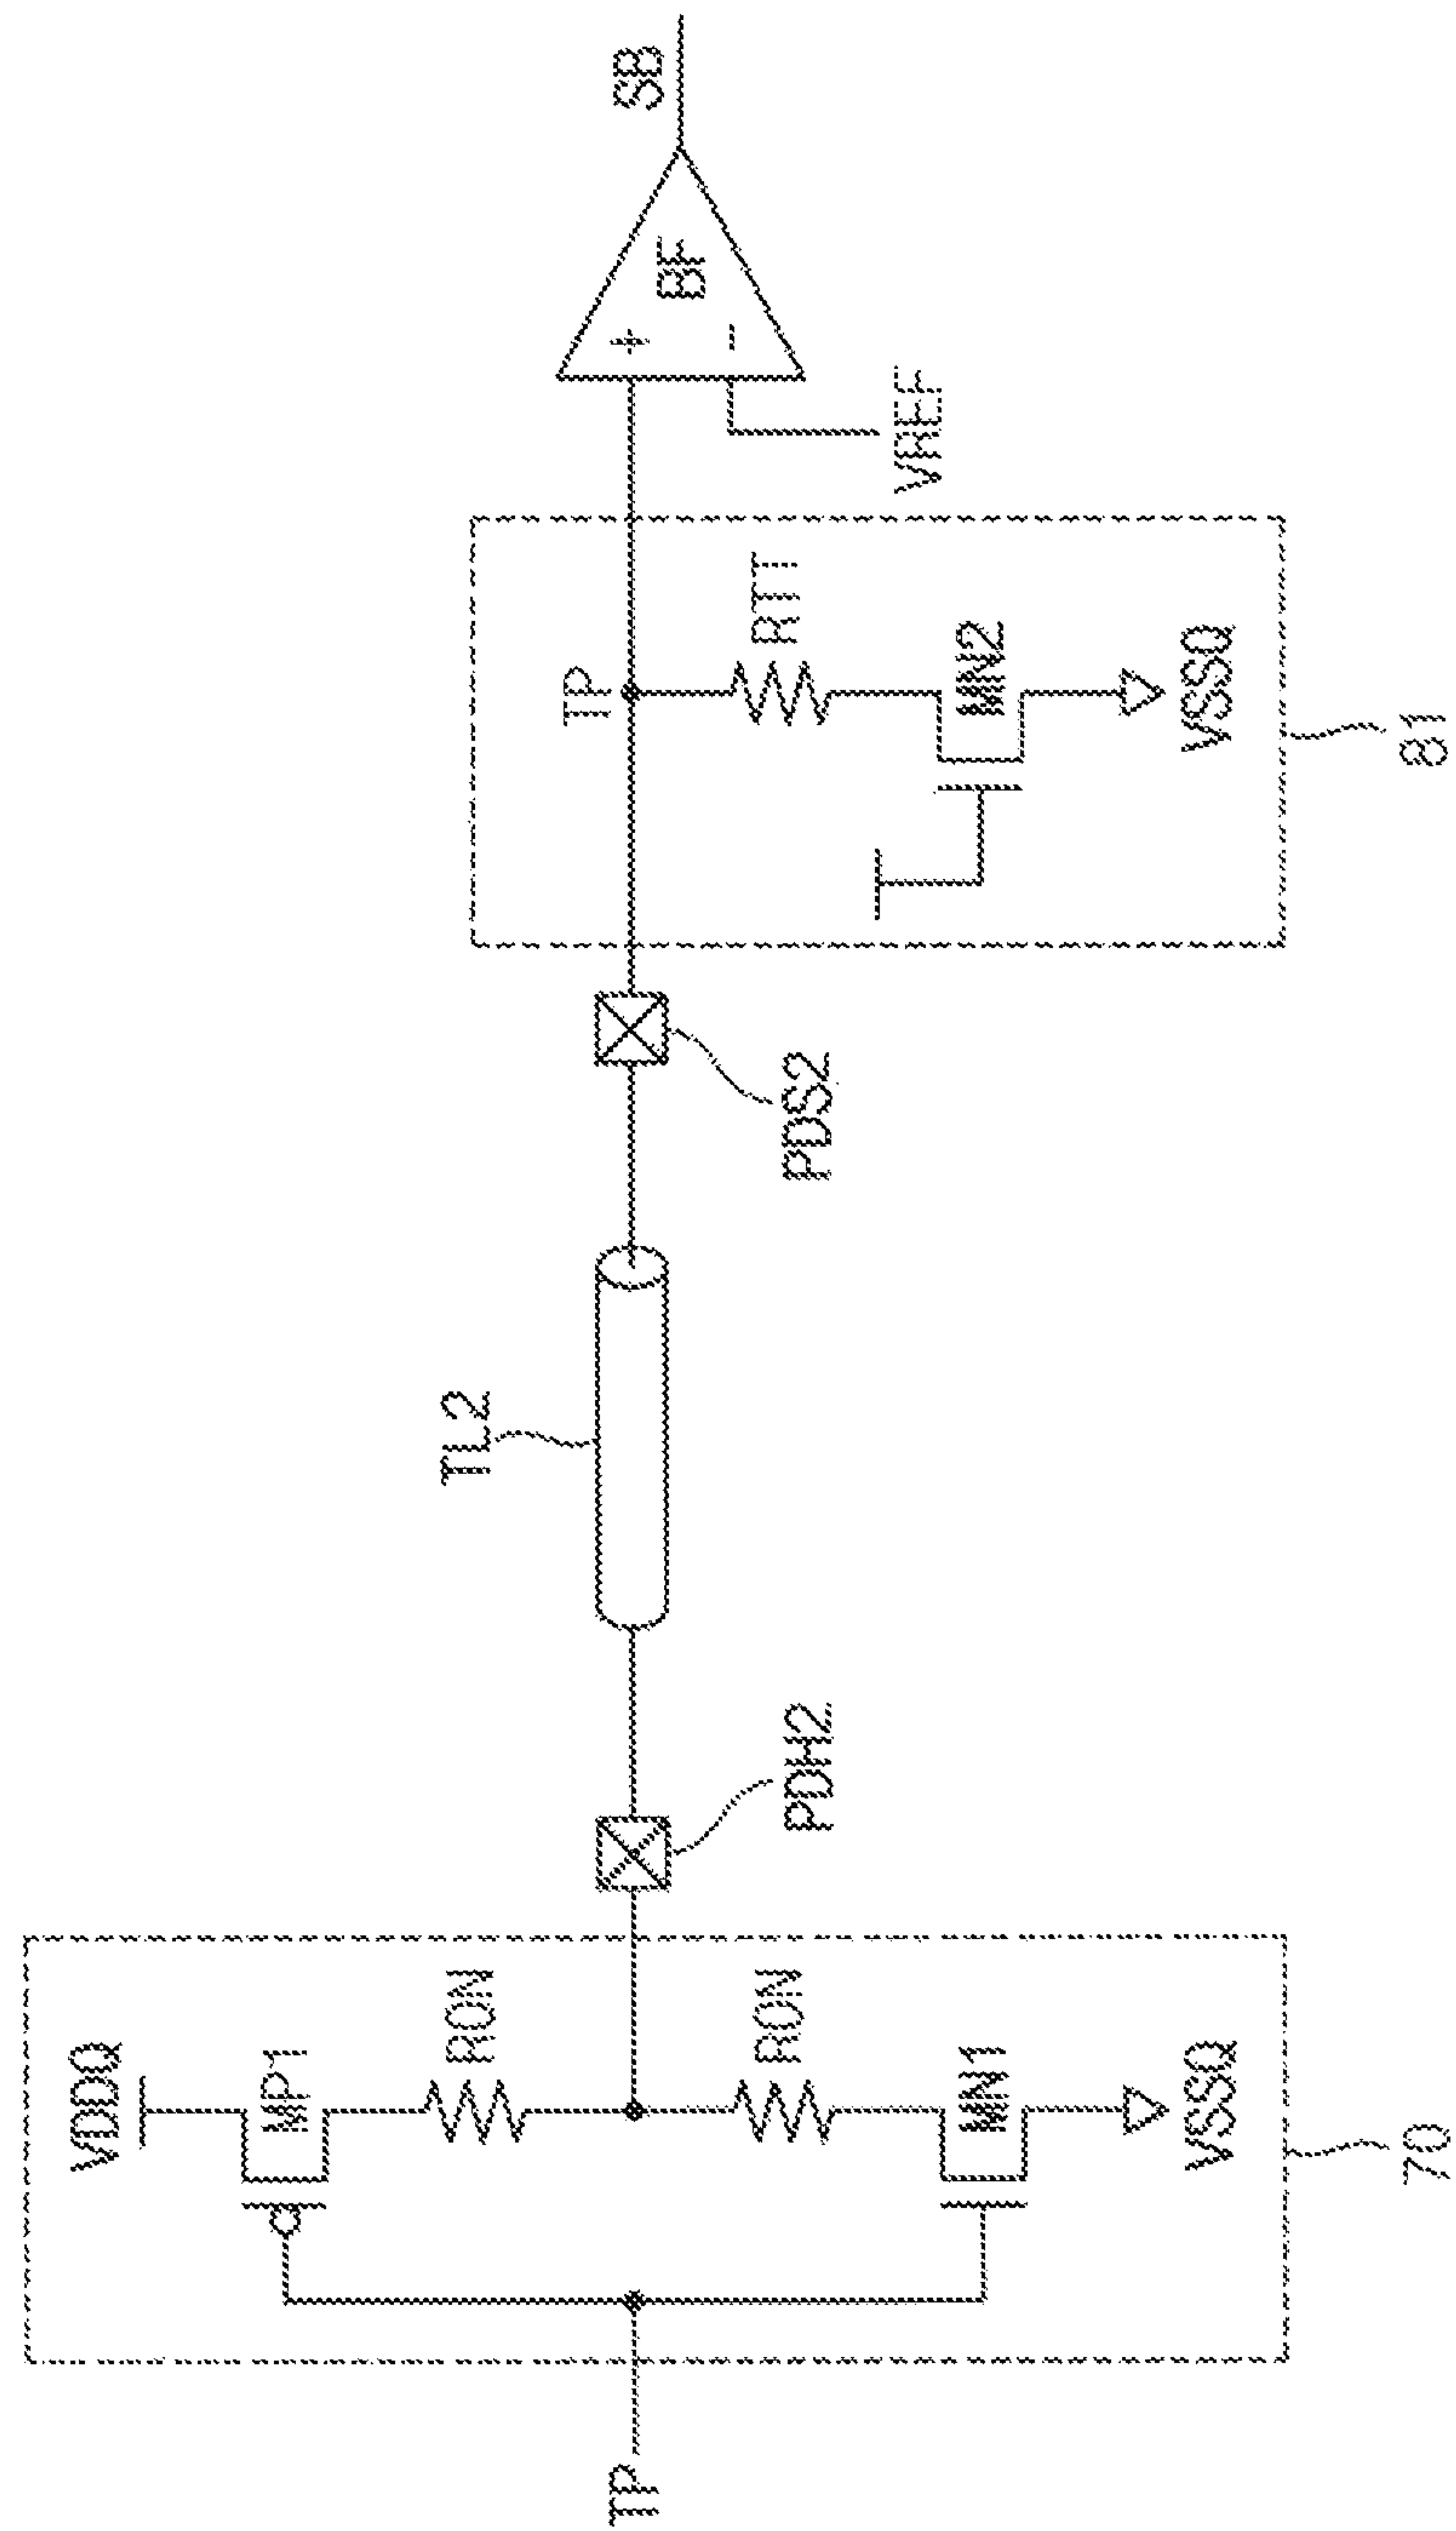 VDDQ
MP1
RON
TP
RON
MN1
VSSQ
70
PDH2
TL2
PDS2
TP
RTT
MN2
VSSQ
81
+
BF
-
VREF
SB